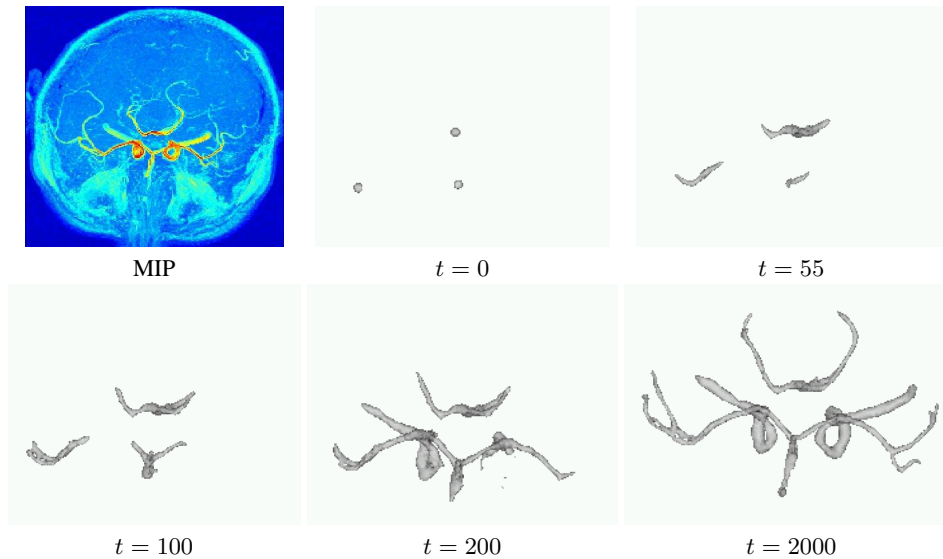 MIP
t = 0
t = 55
t = 100
t = 200
t = 2000